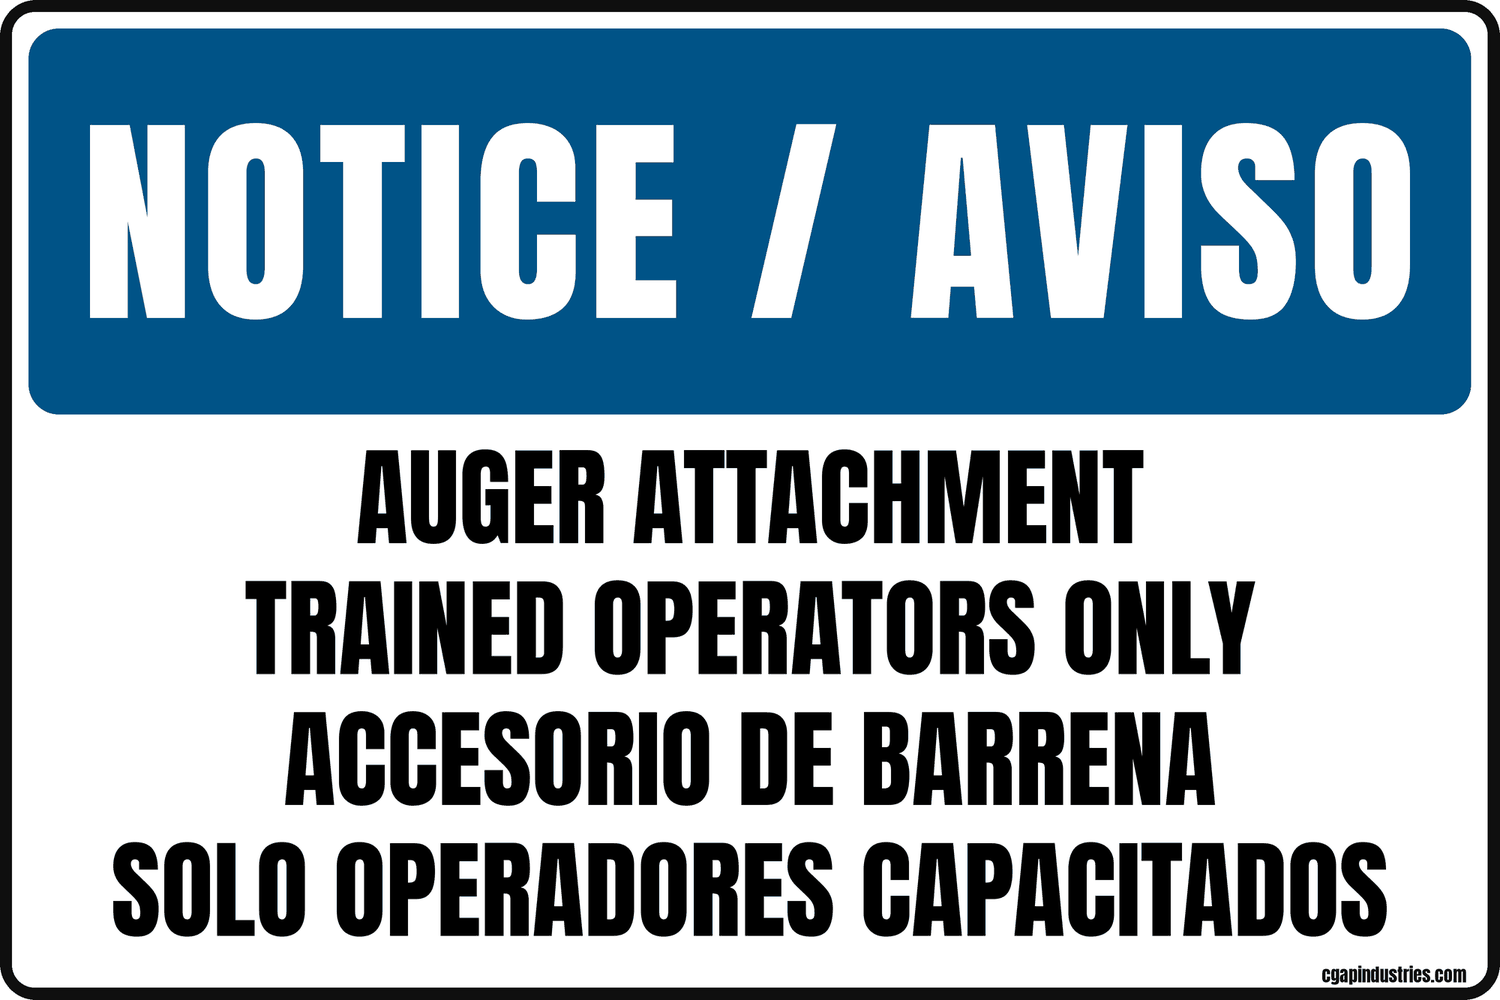 NOTICE / AVISO
AUGER ATTACHMENT
TRAINED OPERATORS ONLY
ACCESORIO DE BARRENA
SOLO OPERADORES CAPACITADOS
cgapindustries.com